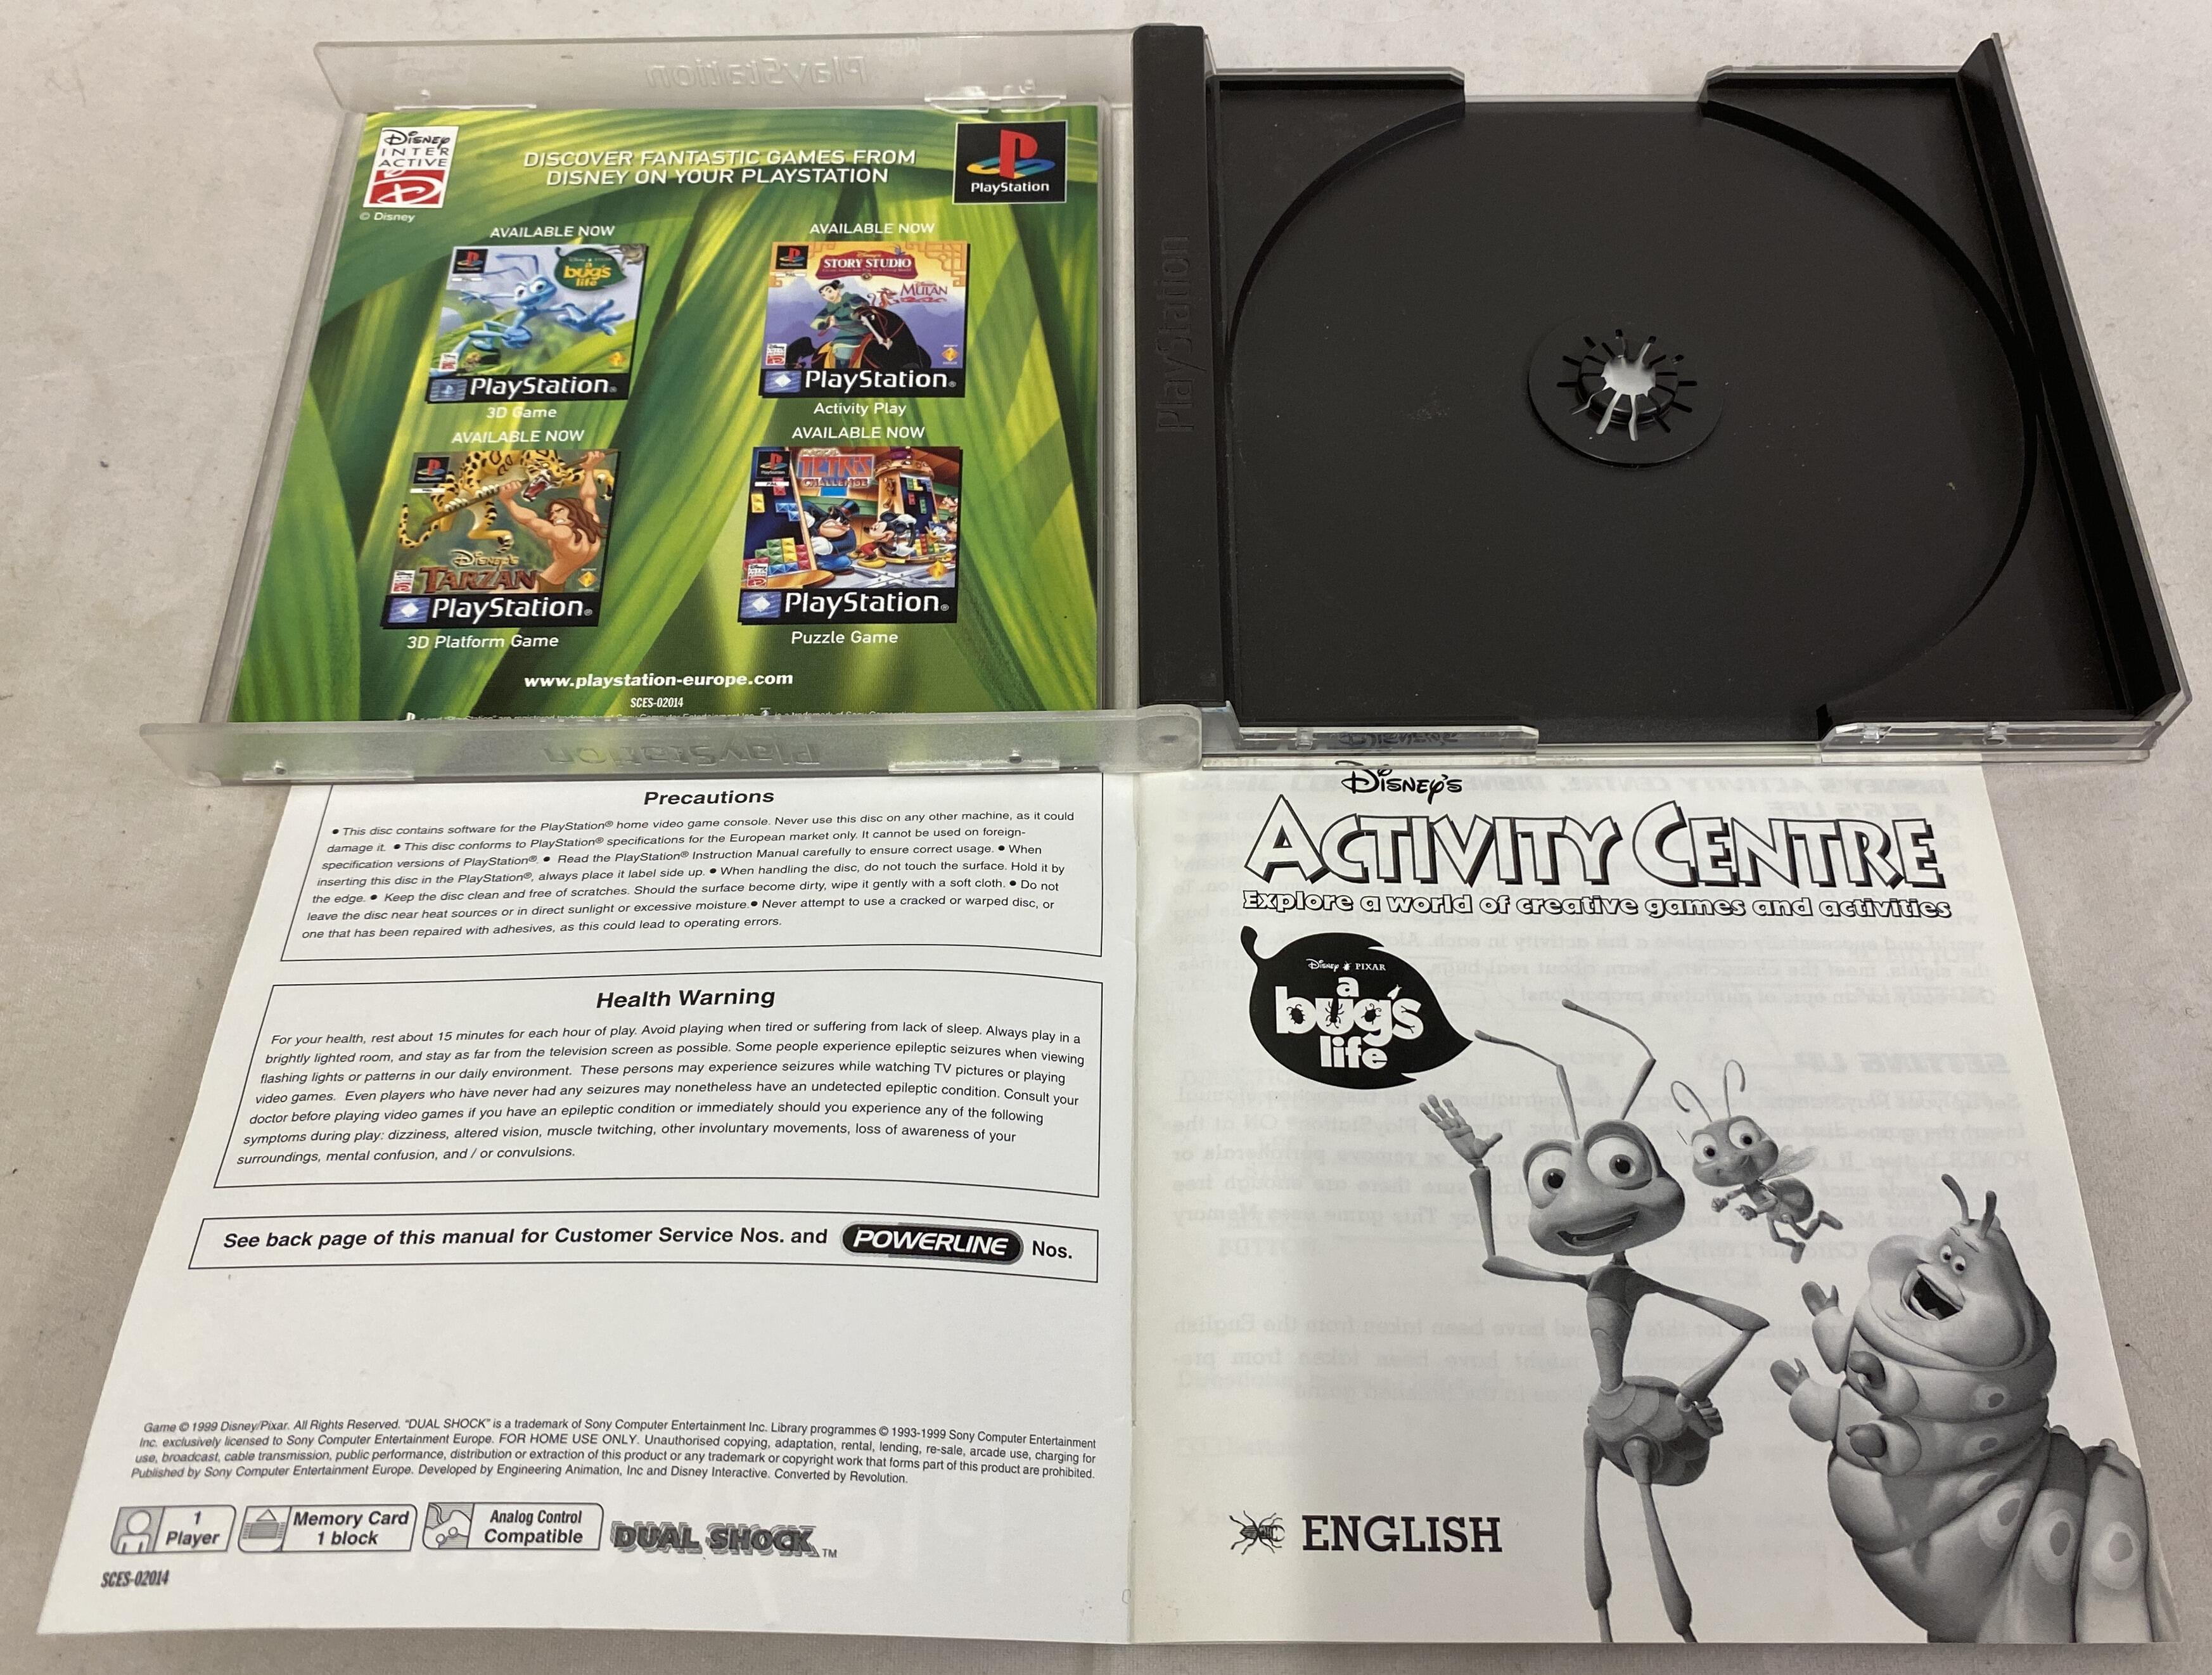 PlayStation
DISNEY
INTER
ACTIVE
© Disney
DISCOVER FANTASTIC GAMES FROM
DISNEY ON YOUR PLAYSTATION
PlayStation
AVAILABLE NOW
a
bug's
life
PlayStation
3D Game
AVAILABLE NOW
Disney's
STORY STUDIO
MULAN
PlayStation
Activity Play
AVAILABLE NOW
DISNEY'S
TARZAN
PlayStation
3D Platform Game
AVAILABLE NOW
MAGICAL
TETRIS
CHALLENGE
PlayStation
Puzzle Game
www.playstation-europe.com
SCES-02014
PlayStation
PlayStation
Precautions
● This disc contains software for the PlayStation® home video game console. Never use this disc on any other machine, as it could
damage it. ● This disc conforms to PlayStation® specifications for the European market only. It cannot be used on foreign-
specification versions of PlayStation®. ● Read the PlayStation® Instruction Manual carefully to ensure correct usage. ● When
inserting this disc in the PlayStation®, always place it label side up. ● When handling the disc, do not touch the surface. Hold it by
the edge. ● Keep the disc clean and free of scratches. Should the surface become dirty, wipe it gently with a soft cloth. ● Do not
leave the disc near heat sources or in direct sunlight or excessive moisture.● Never attempt to use a cracked or warped disc, or
one that has been repaired with adhesives, as this could lead to operating errors.
Health Warning
For your health, rest about 15 minutes for each hour of play. Avoid playing when tired or suffering from lack of sleep. Always play in a
brightly lighted room, and stay as far from the television screen as possible. Some people experience epileptic seizures when viewing
flashing lights or patterns in our daily environment. These persons may experience seizures while watching TV pictures or playing
video games. Even players who have never had any seizures may nonetheless have an undetected epileptic condition. Consult your
doctor before playing video games if you have an epileptic condition or immediately should you experience any of the following
symptoms during play: dizziness, altered vision, muscle twitching, other involuntary movements, loss of awareness of your
surroundings, mental confusion, and / or convulsions.
See back page of this manual for Customer Service Nos. and POWERLINE Nos.
Game © 1999 Disney/Pixar. All Rights Reserved. "DUAL SHOCK" is a trademark of Sony Computer Entertainment Inc. Library programmes © 1993-1999 Sony Computer Entertainment
Inc. exclusively licensed to Sony Computer Entertainment Europe. FOR HOME USE ONLY. Unauthorised copying, adaptation, rental, lending, re-sale, arcade use, charging for
use, broadcast, cable transmission, public performance, distribution or extraction of this product or any trademark or copyright work that forms part of this product are prohibited.
Published by Sony Computer Entertainment Europe. Developed by Engineering Animation, Inc and Disney Interactive. Converted by Revolution.
1
Player
Memory Card
1 block
Analog Control
Compatible
DUAL SHOCK™
SCES-02014
DISNEY'S
ACTIVITY CENTRE
Explore a world of creative games and activities
DISNEY PIXAR
a
bug's
life
ENGLISH